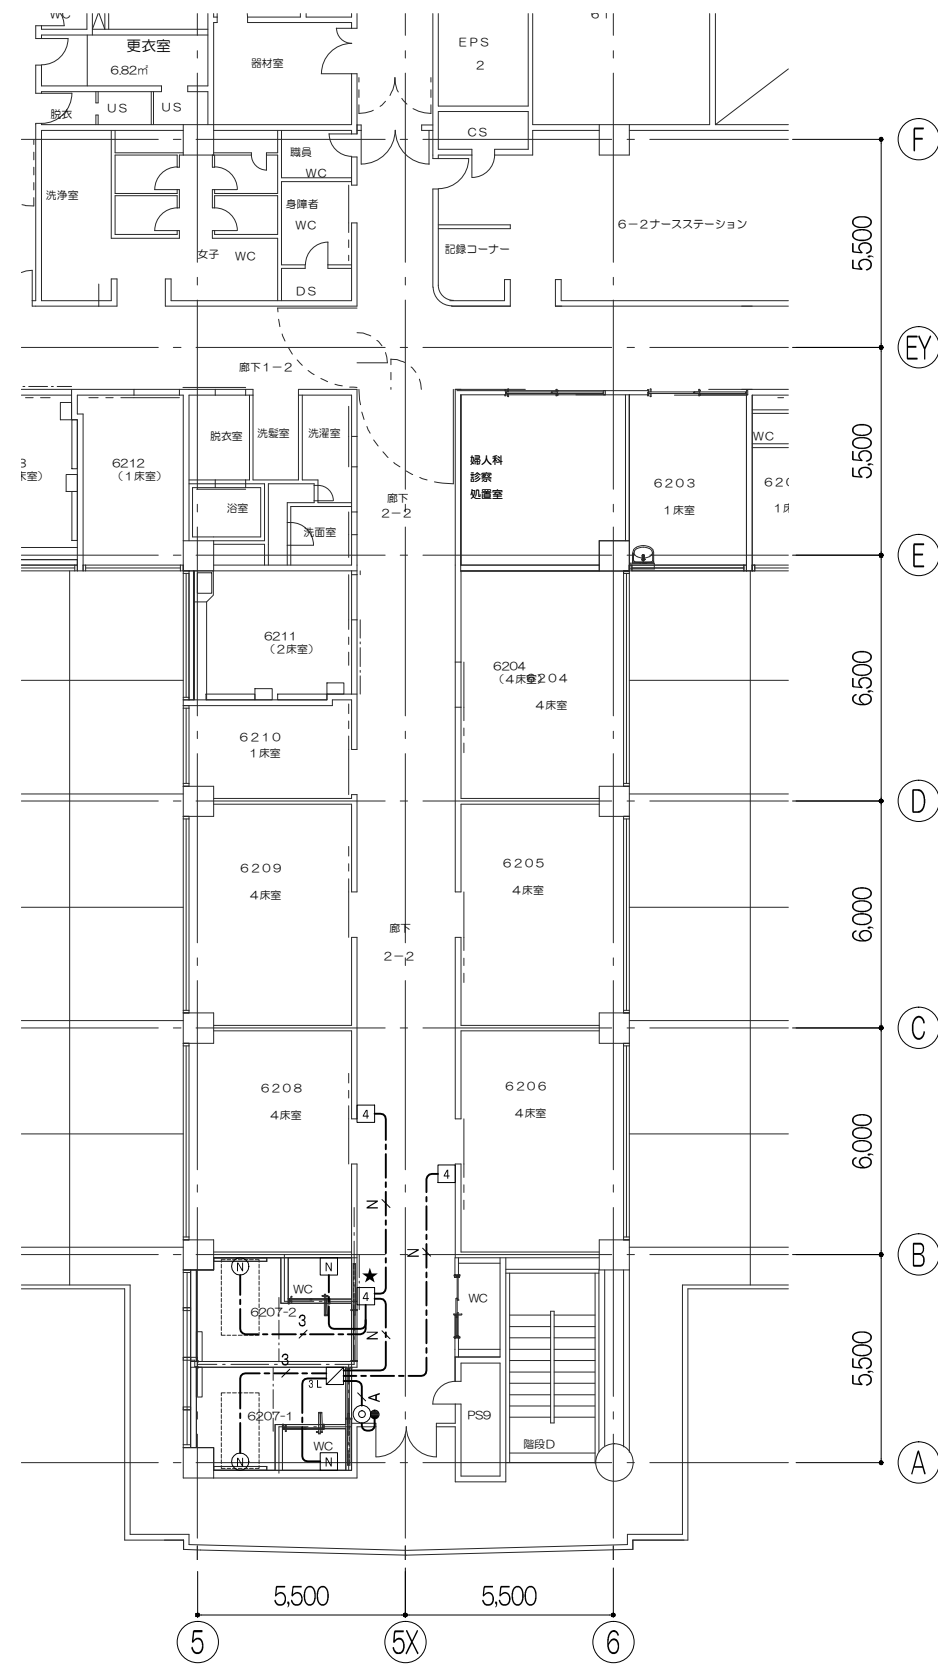 WC
更衣室
6.82㎡
器材室
EPS
2
脱衣
US
US
CS
F
職員
WC
洗浄室
身障者
WC
6-2ナースステーション
女子 WC
記録コーナー
5,500
DS
EY
廊下1-2
脱衣室
洗髪室
洗濯室
6212
(1床室)
床室)
婦人科
診察
処置室
WC
5,500
6203
1床室
浴室
廊下
2-2
洗面室
E
6211
(2床室)
6204
(4床室)
6204
4床室
6,500
6210
1床室
D
6209
4床室
6205
4床室
6,000
廊下
2-2
C
6208
4床室
6206
4床室
4
6,000
4
N
N
B
N
N
★
WC
4
WC
6207-2
3
N
5,500
3
3L
A
6207-1
WC
PS9
階段D
N
N
A
5,500
5,500
5
5X
6